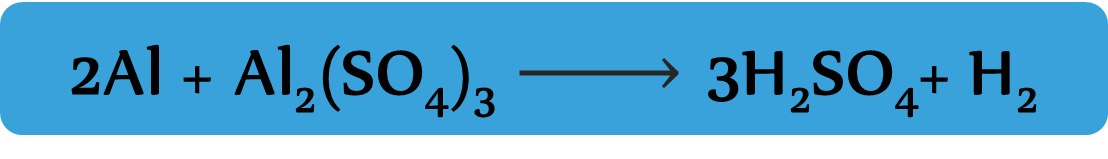 2Al + Al₂(SO₄)₃ ⟶ 3H₂SO₄+ H₂